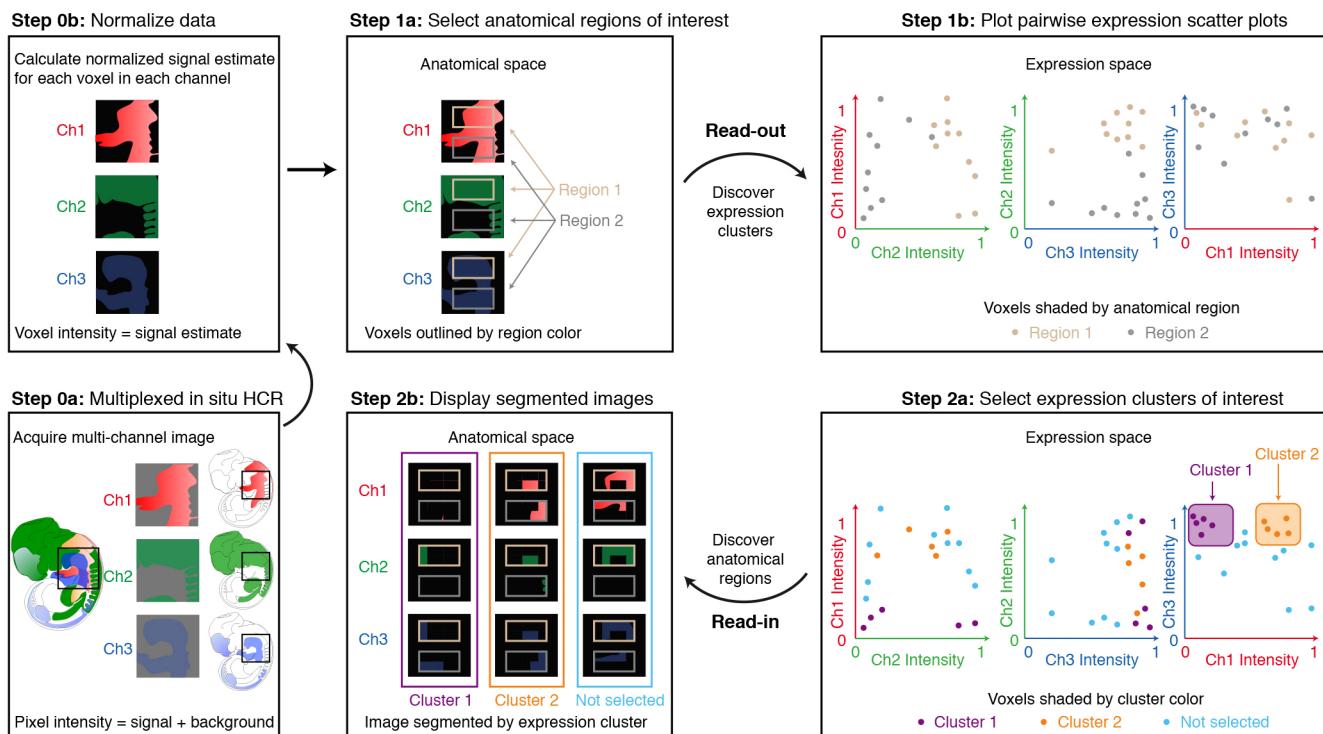 Step 0b: Normalize data
Calculate normalized signal estimate
for each voxel in each channel
Ch1
Ch2
Ch3
Voxel intensity = signal estimate
Step 1a: Select anatomical regions of interest
Anatomical space
Ch1
Ch2
Ch3
Region 1
Region 2
Voxels outlined by region color
Read-out
Discover
expression
clusters
Step 1b: Plot pairwise expression scatter plots
Expression space
Ch1 Intensity
1
0
0
Ch2 Intensity
1
Ch2 Intensity
1
0
0
Ch3 Intensity
1
Ch3 Intesnity
1
0
0
Ch1 Intensity
1
Voxels shaded by anatomical region
Region 1
Region 2
Step 0a: Multiplexed in situ HCR
Acquire multi-channel image
Ch1
Ch2
Ch3
Pixel intensity = signal + background
Step 2b: Display segmented images
Anatomical space
Ch1
Ch2
Ch3
Cluster 1
Cluster 2
Not selected
Image segmented by expression cluster
Discover
anatomical
regions
Read-in
Step 2a: Select expression clusters of interest
Expression space
Cluster 1
Cluster 2
Ch1 Intensity
1
0
0
Ch2 Intensity
1
Ch2 Intensity
1
0
0
Ch3 Intensity
1
Ch3 Intesnity
1
0
0
Ch1 Intensity
1
Voxels shaded by cluster color
Cluster 1
Cluster 2
Not selected